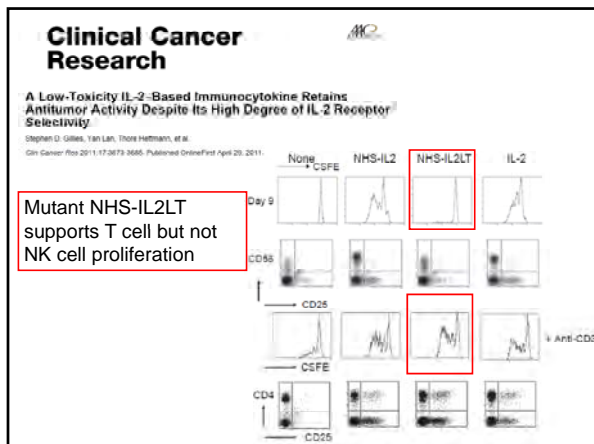 Clinical Cancer
Research
A Low-Toxicity IL-2–Based Immunocytokine Retains
Antitumor Activity Despite Its High Degree of IL-2 Receptor
Selectivity
Stephen D. Gillies, Yan Lan, Thore Hettmann, et al.
Clin Cancer Res 2011;17:3673-3685. Published OnlineFirst April 29, 2011.
None NHS-IL2 NHS-IL2LT IL-2
CSFE
Day 9
Mutant NHS-IL2LT
supports T cell but not
NK cell proliferation
CD56
CD25
+ Anti-CD3
CSFE
CD4
CD25